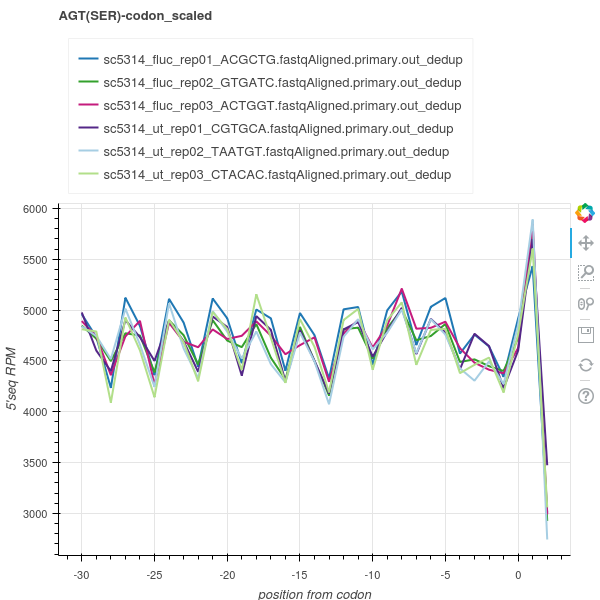 AGT(SER)-codon_scaled
sc5314_fluc_rep01_ACGCTG.fastqAligned.primary.out_dedup
sc5314_fluc_rep02_GTGATC.fastqAligned.primary.out_dedup
sc5314_fluc_rep03_ACTGGT.fastqAligned.primary.out_dedup
sc5314_ut_rep01_CGTGCA.fastqAligned.primary.out_dedup
sc5314_ut_rep02_TAATGT.fastqAligned.primary.out_dedup
sc5314_ut_rep03_CTACAC.fastqAligned.primary.out_dedup
6000
5500
5000
4500
4000
3500
3000
5'seq RPM
-30 -25 -20 -15 -10 -5 0
position from codon